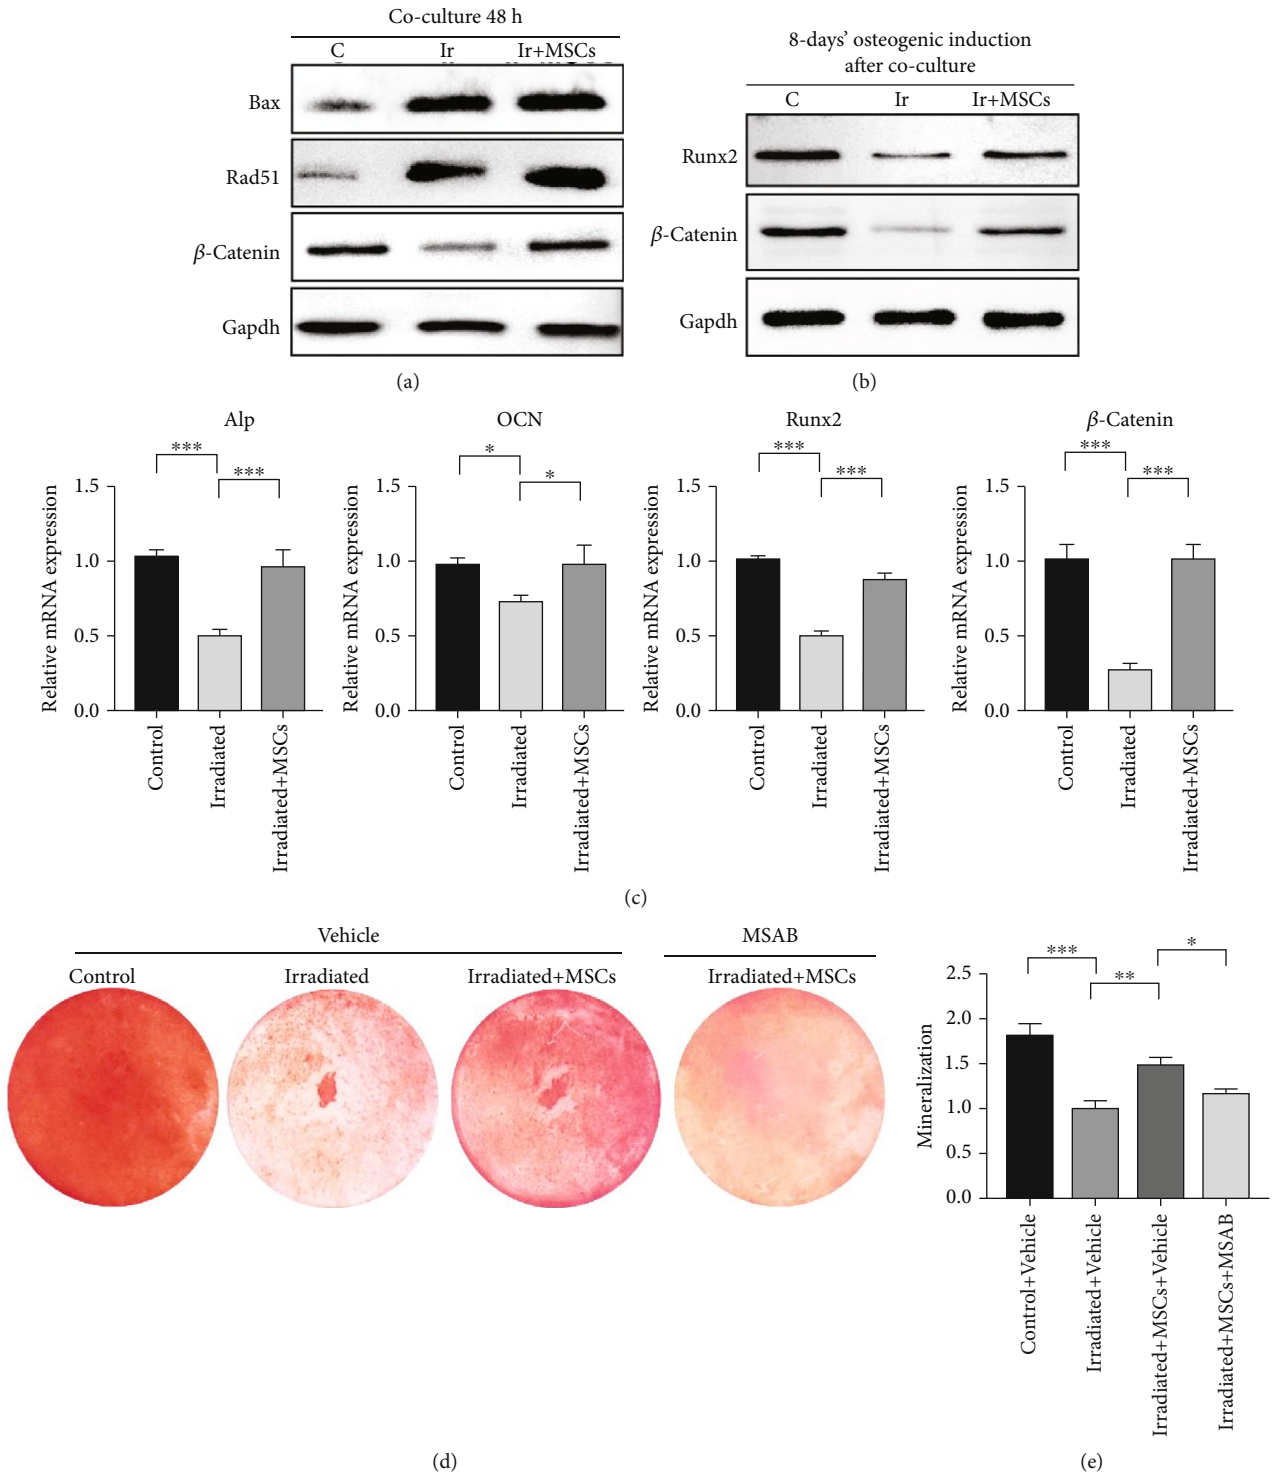 Co-culture 48 h
C Ir Ir+MSCs
Bax
Rad51
β-Catenin
Gapdh
(a)
8-days' osteogenic induction
after co-culture
C Ir Ir+MSCs
Runx2
β-Catenin
Gapdh
(b)
Alp
***
***
Relative mRNA expression
1.5
1.0
0.5
0.0
Control
Irradiated
Irradiated+MSCs
OCN
*
*
Relative mRNA expression
1.5
1.0
0.5
0.0
Control
Irradiated
Irradiated+MSCs
Runx2
***
***
Relative mRNA expression
1.5
1.0
0.5
0.0
Control
Irradiated
Irradiated+MSCs
β-Catenin
***
***
Relative mRNA expression
1.5
1.0
0.5
0.0
Control
Irradiated
Irradiated+MSCs
(c)
Vehicle MSAB
Control Irradiated Irradiated+MSCs Irradiated+MSCs
(d)
***
**
*
Mineralization
2.5
2.0
1.5
1.0
0.5
0.0
Control+Vehicle
Irradiated+Vehicle
Irradiated+MSCs+Vehicle
Irradiated+MSCs+MSAB
(e)